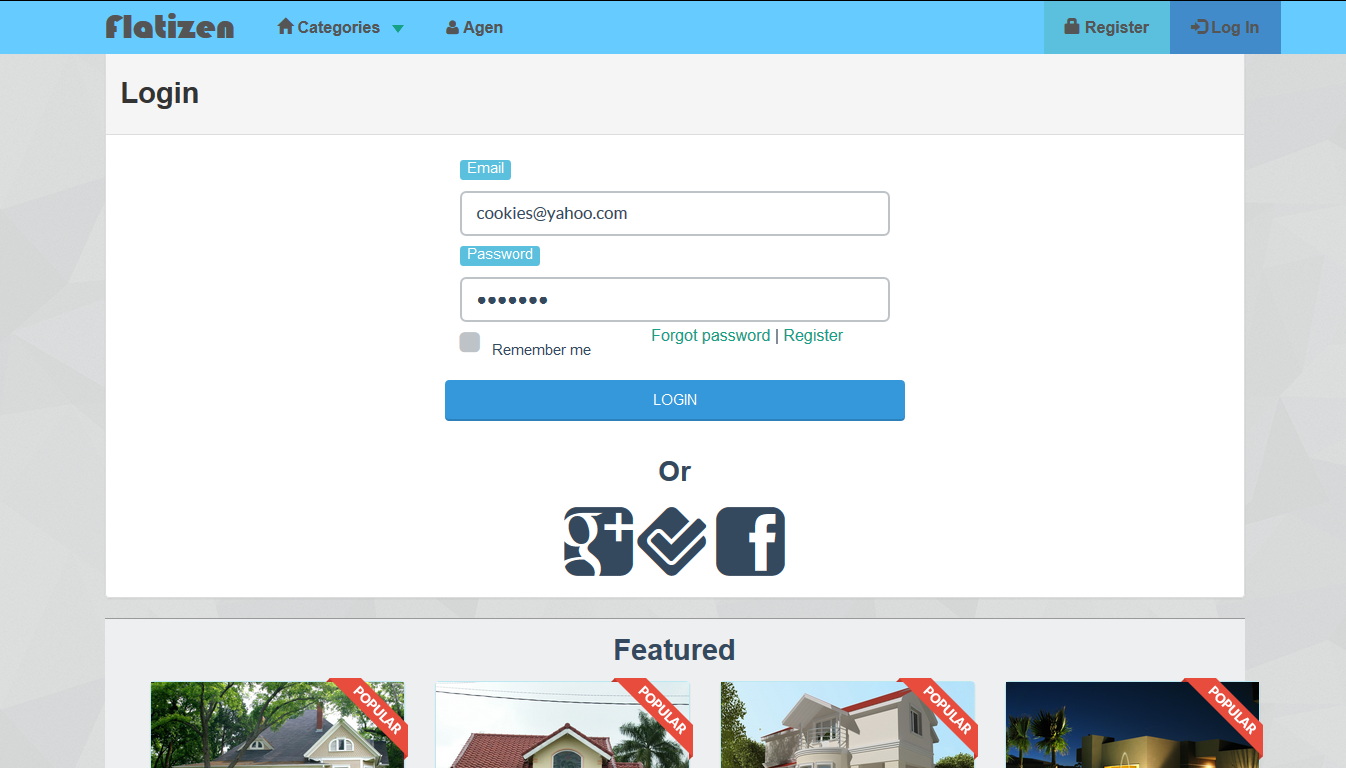 Flatizen Categories Agen Register Log In
Login
Email
cookies@yahoo.com
Password
Remember me
Forgot password | Register
LOGIN
Or
g+ f
Featured
POPULAR POPULAR POPULAR POPULAR